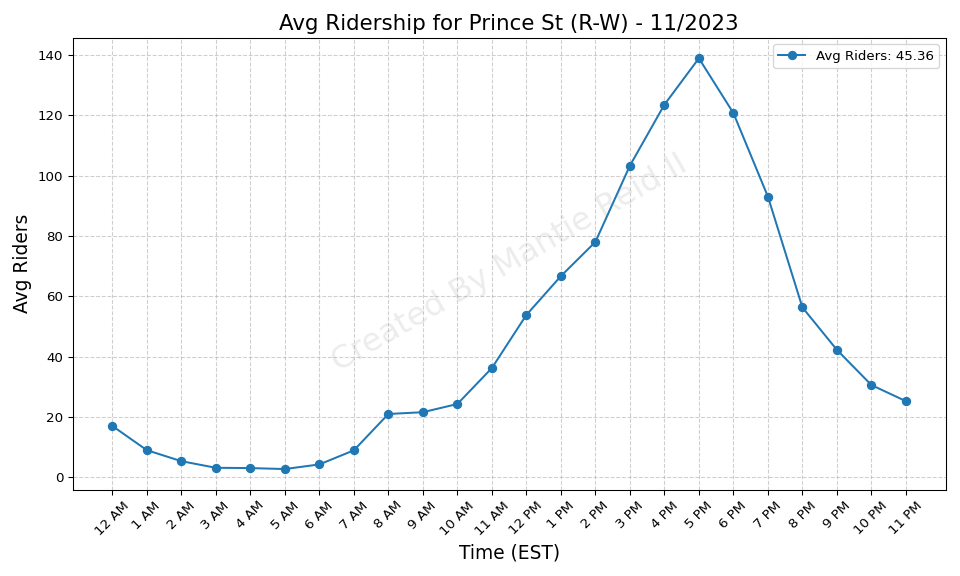 Avg Ridership for Prince St (R-W) - 11/2023
Avg Riders: 45.36
140
120
100
80
60
40
20
0
Avg Riders
Created By Mantle Reid II
12 AM
1 AM
2 AM
3 AM
4 AM
5 AM
6 AM
7 AM
8 AM
9 AM
10 AM
11 AM
12 PM
1 PM
2 PM
3 PM
4 PM
5 PM
6 PM
7 PM
8 PM
9 PM
10 PM
11 PM
Time (EST)